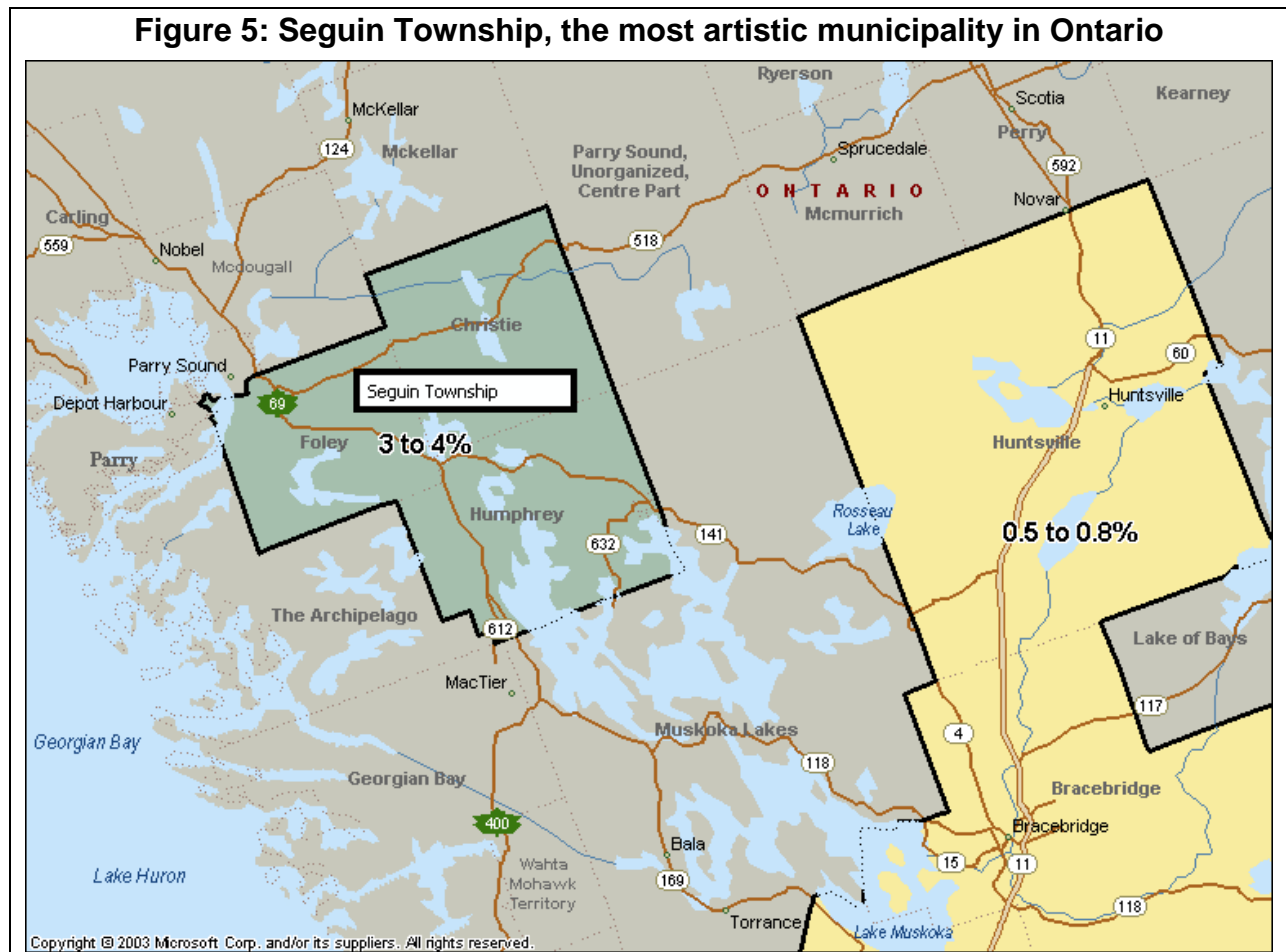 Figure 5: Seguin Township, the most artistic municipality in Ontario
Ryerson
Kearney
Scotia
McKellar
Perry
124
Mckellar
Parry Sound,
Unorganized,
Centre Part
Sprucedale
592
ONTARIO
Novar
Mcmurrich
Carling
559
Nobel
518
Mcdougall
Christie
11
60
Parry Sound
Seguin Township
Huntsville
Depot Harbour
69
Foley
3 to 4%
Huntsville
Parry
Humphrey
Rosseau
Lake
0.5 to 0.8%
632
141
The Archipelago
612
Lake of Bays
MacTier
117
Georgian Bay
Muskoka Lakes
4
118
Georgian Bay
Bracebridge
400
Bracebridge
Bala
Lake Huron
Wahta
Mohawk
Territory
169
15
11
118
Torrance
Lake Muskoka
Copyright © 2003 Microsoft Corp. and/or its suppliers. All rights reserved.